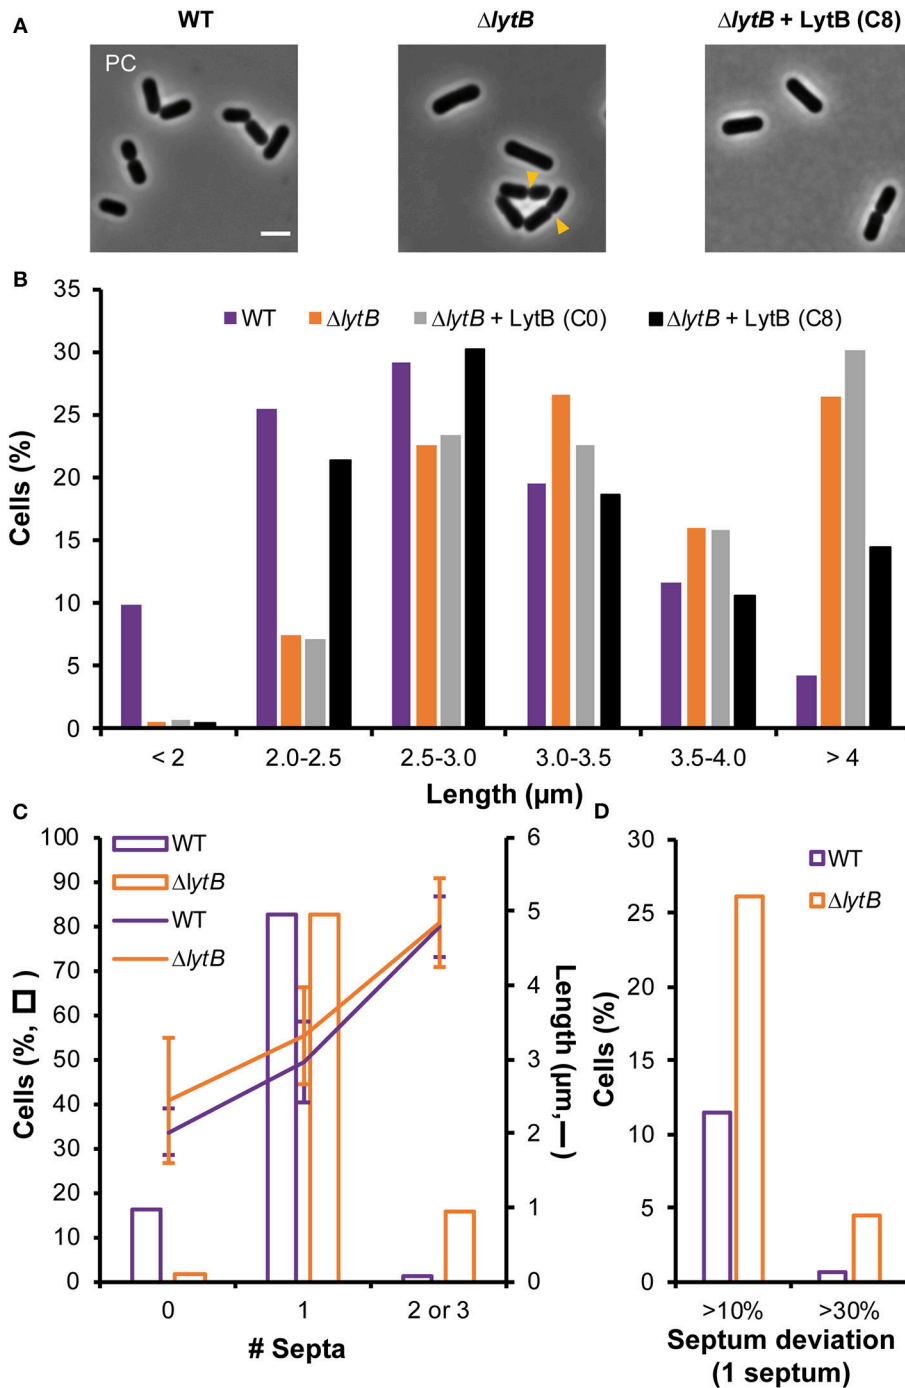 A
WT
ΔlytB
ΔlytB + LytB (C8)
PC
B
35
30
25
20
15
10
5
0
Cells (%)
WT
ΔlytB
ΔlytB + LytB (C0)
ΔlytB + LytB (C8)
< 2
2.0-2.5
2.5-3.0
3.0-3.5
3.5-4.0
> 4
Length (µm)
C
100
90
80
70
60
50
40
30
20
10
0
Cells (%, □ )
WT
ΔlytB
WT
ΔlytB
6
5
4
3
2
1
0
Length (µm,—)
0
1
2 or 3
# Septa
D
30
25
20
15
10
5
0
Cells (%)
WT
ΔlytB
>10%
>30%
Septum deviation
(1 septum)